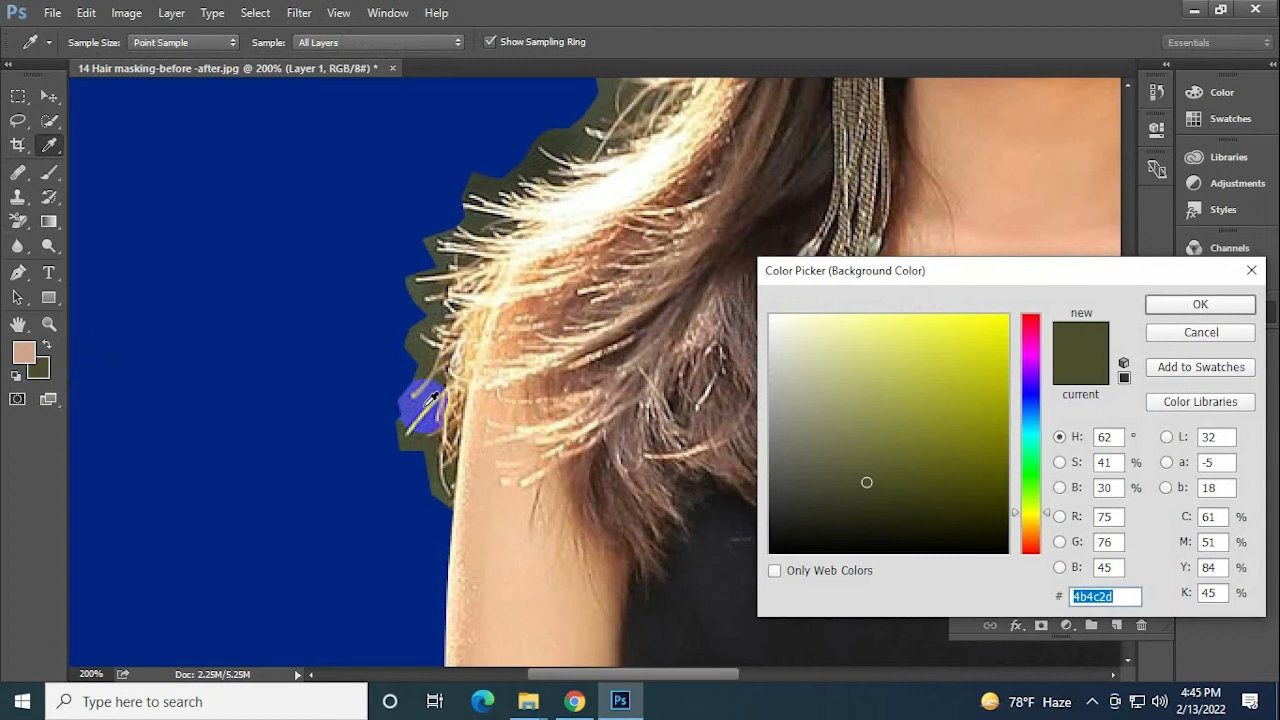 Ps File Edit Image Layer Type Select Filter View Window Help
Sample Size: Point Sample Sample: All Layers Show Sampling Ring Essentials
14 Hair masking-before -after.jpg @ 200% (Layer 1, RGB/8#) *
Color
Swatches
Libraries
Adjustments
Styles
Channels
Color Picker (Background Color)
new
current
OK
Cancel
Add to Swatches
Color Libraries
H: 62 ° L: 32
S: 41 % a: -5
B: 30 % b: 18
R: 75 C: 61 %
G: 76 M: 51 %
B: 45 Y: 84 %
# 4b4c2d K: 45 %
Only Web Colors
fx
200% Doc: 2.25M/5.25M
Type here to search
Ps
78°F Haze
4:45 PM
2/13/2022